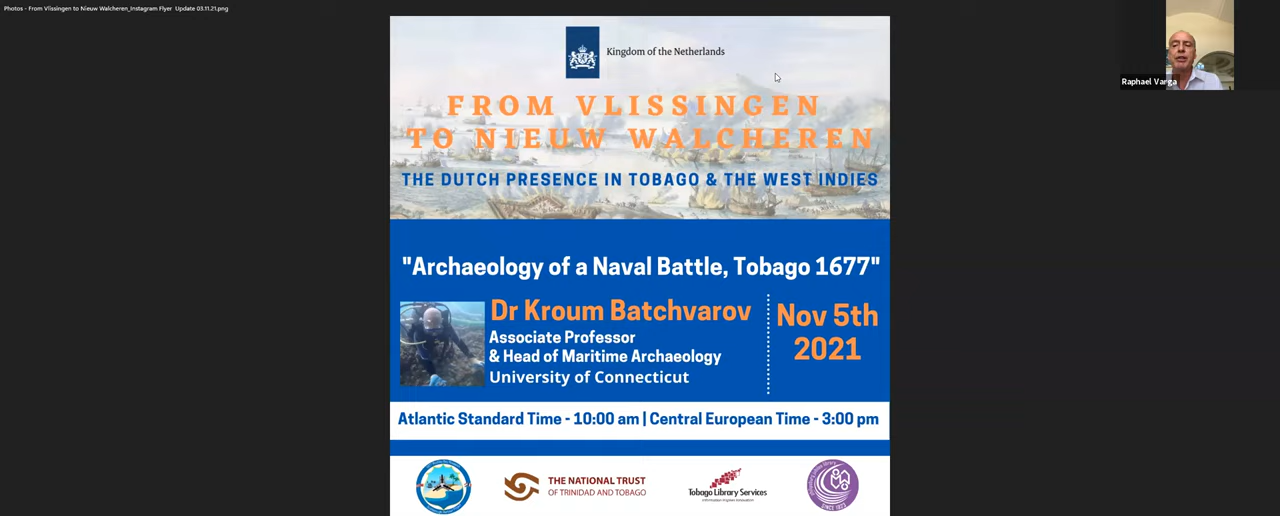 Photos - From Vlissingen to Nieuw Walcheren_Instagram Flyer Update 03.11.21.png
Raphael Varga
Kingdom of the Netherlands
FROM VLISSINGEN
TO NIEUW WALCHEREN
THE DUTCH PRESENCE IN TOBAGO & THE WEST INDIES
"Archaeology of a Naval Battle, Tobago 1677"
Dr Kroum Batchvarov
Associate Professor
& Head of Maritime Archaeology
University of Connecticut
Nov 5th
2021
Atlantic Standard Time - 10:00 am | Central European Time - 3:00 pm
THE NATIONAL TRUST
OF TRINIDAD AND TOBAGO
Tobago Library Services